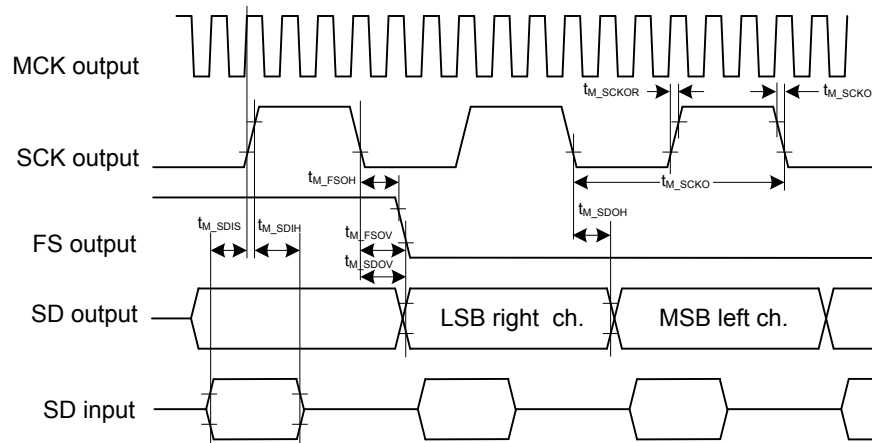 MCK output
t_M_SCKOR
t_M_SCKO
SCK output
t_M_FSOH
t_M_SCKO
t_M_SDIS
t_M_SDIH
t_M_SDOH
FS output
t_M_FSOV
t_M_SDOV
SD output
LSB right ch.
MSB left ch.
SD input